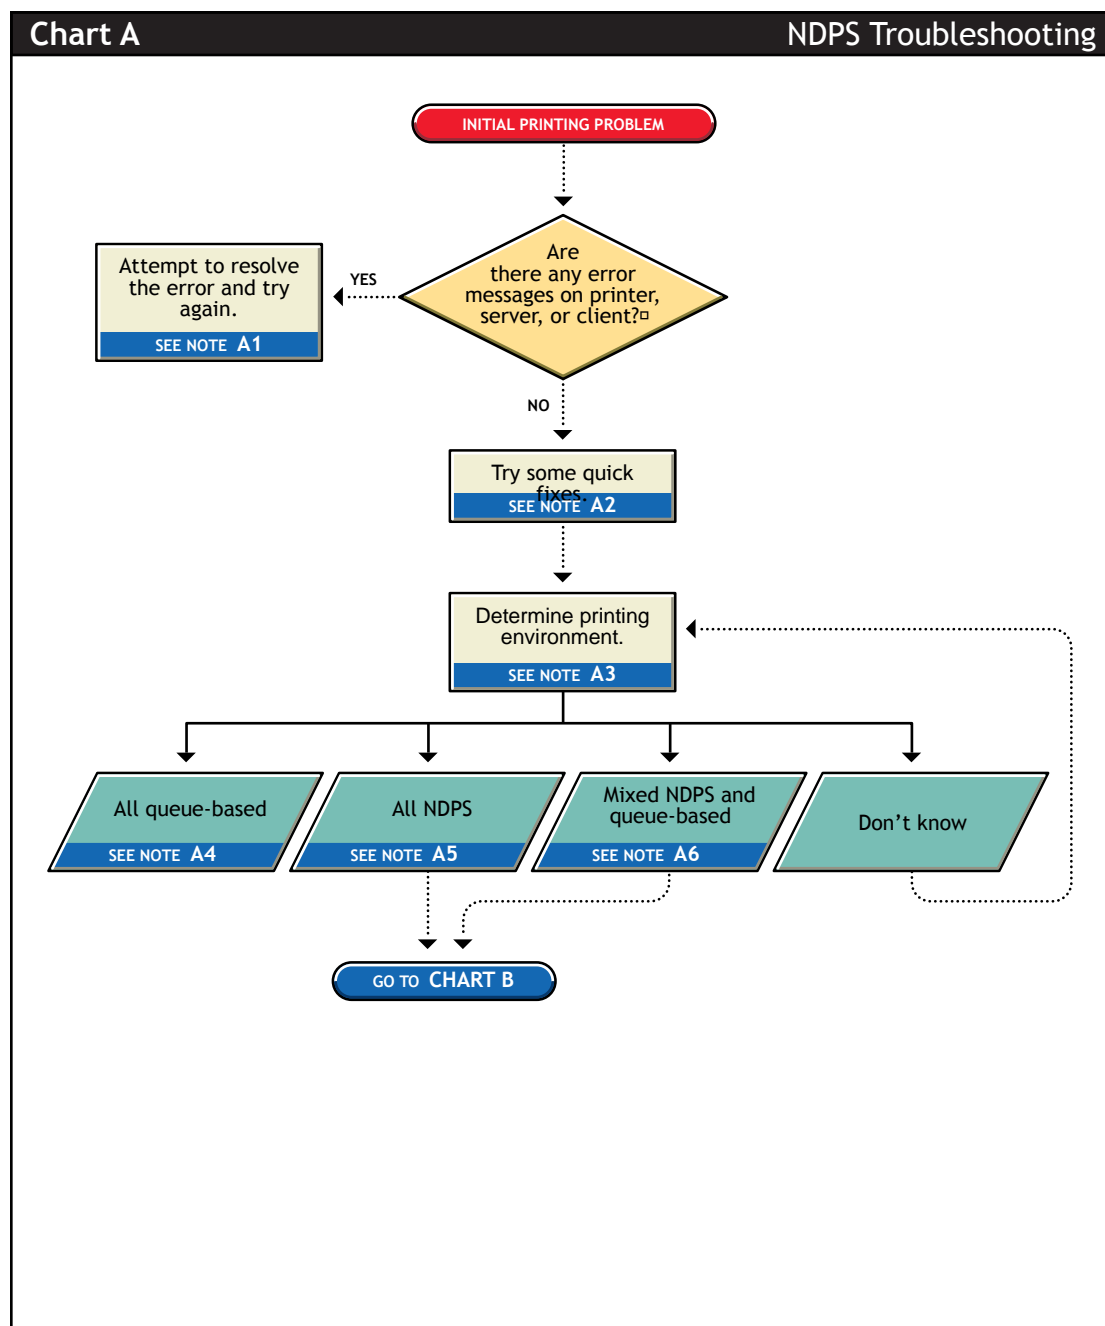 Chart A
NDPS Troubleshooting
INITIAL PRINTING PROBLEM
Are
there any error
messages on printer,
server, or client?
YES
Attempt to resolve
the error and try
again.
SEE NOTE A1
NO
Try some quick
fixes.
SEE NOTE A2
Determine printing
environment.
SEE NOTE A3
All queue-based
SEE NOTE A4
All NDPS
SEE NOTE A5
Mixed NDPS and
queue-based
SEE NOTE A6
Don’t know
GO TO CHART B